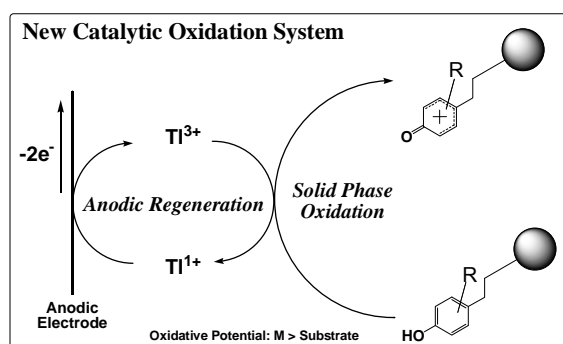 New Catalytic Oxidation System
R
-2e⁻
Tl³⁺
O
+
Anodic Regeneration
Solid Phase
Oxidation
Tl¹⁺
R
HO
Anodic
Electrode
Oxidative Potential: M > Substrate